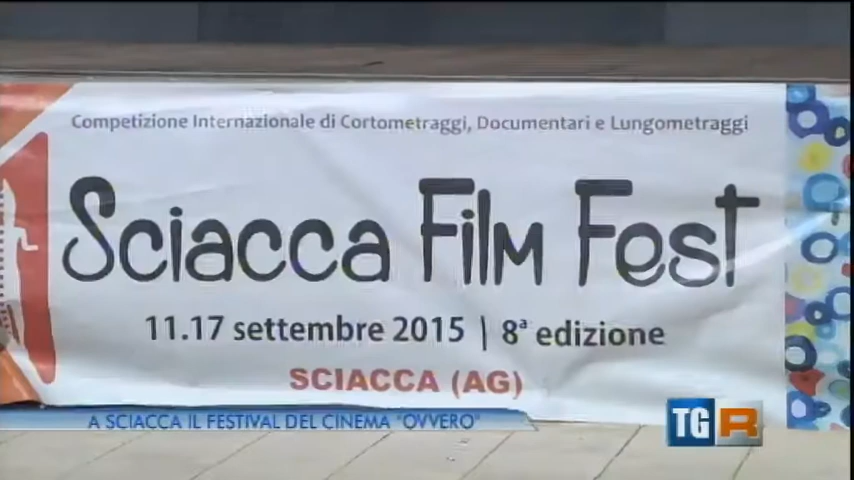 Competizione Internazionale di Cortometraggi, Documentari e Lungometraggi
Sciacca Film Fest
11.17 settembre 2015 | 8ª edizione
SCIACCA (AG)
A SCIACCA IL FESTIVAL DEL CINEMA "OVVERO"
TGR